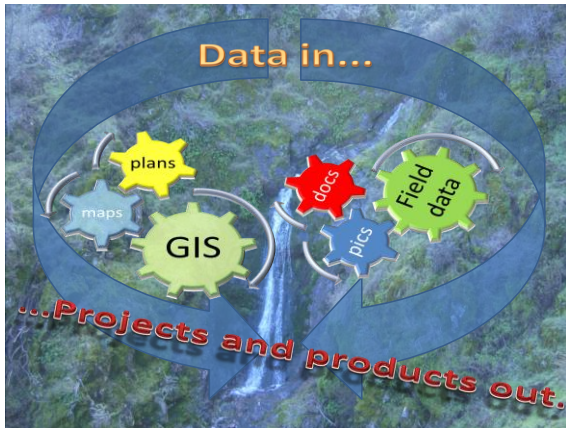 Data in...
plans
maps
GIS
docs
pics
Field
data
...Projects and products out.